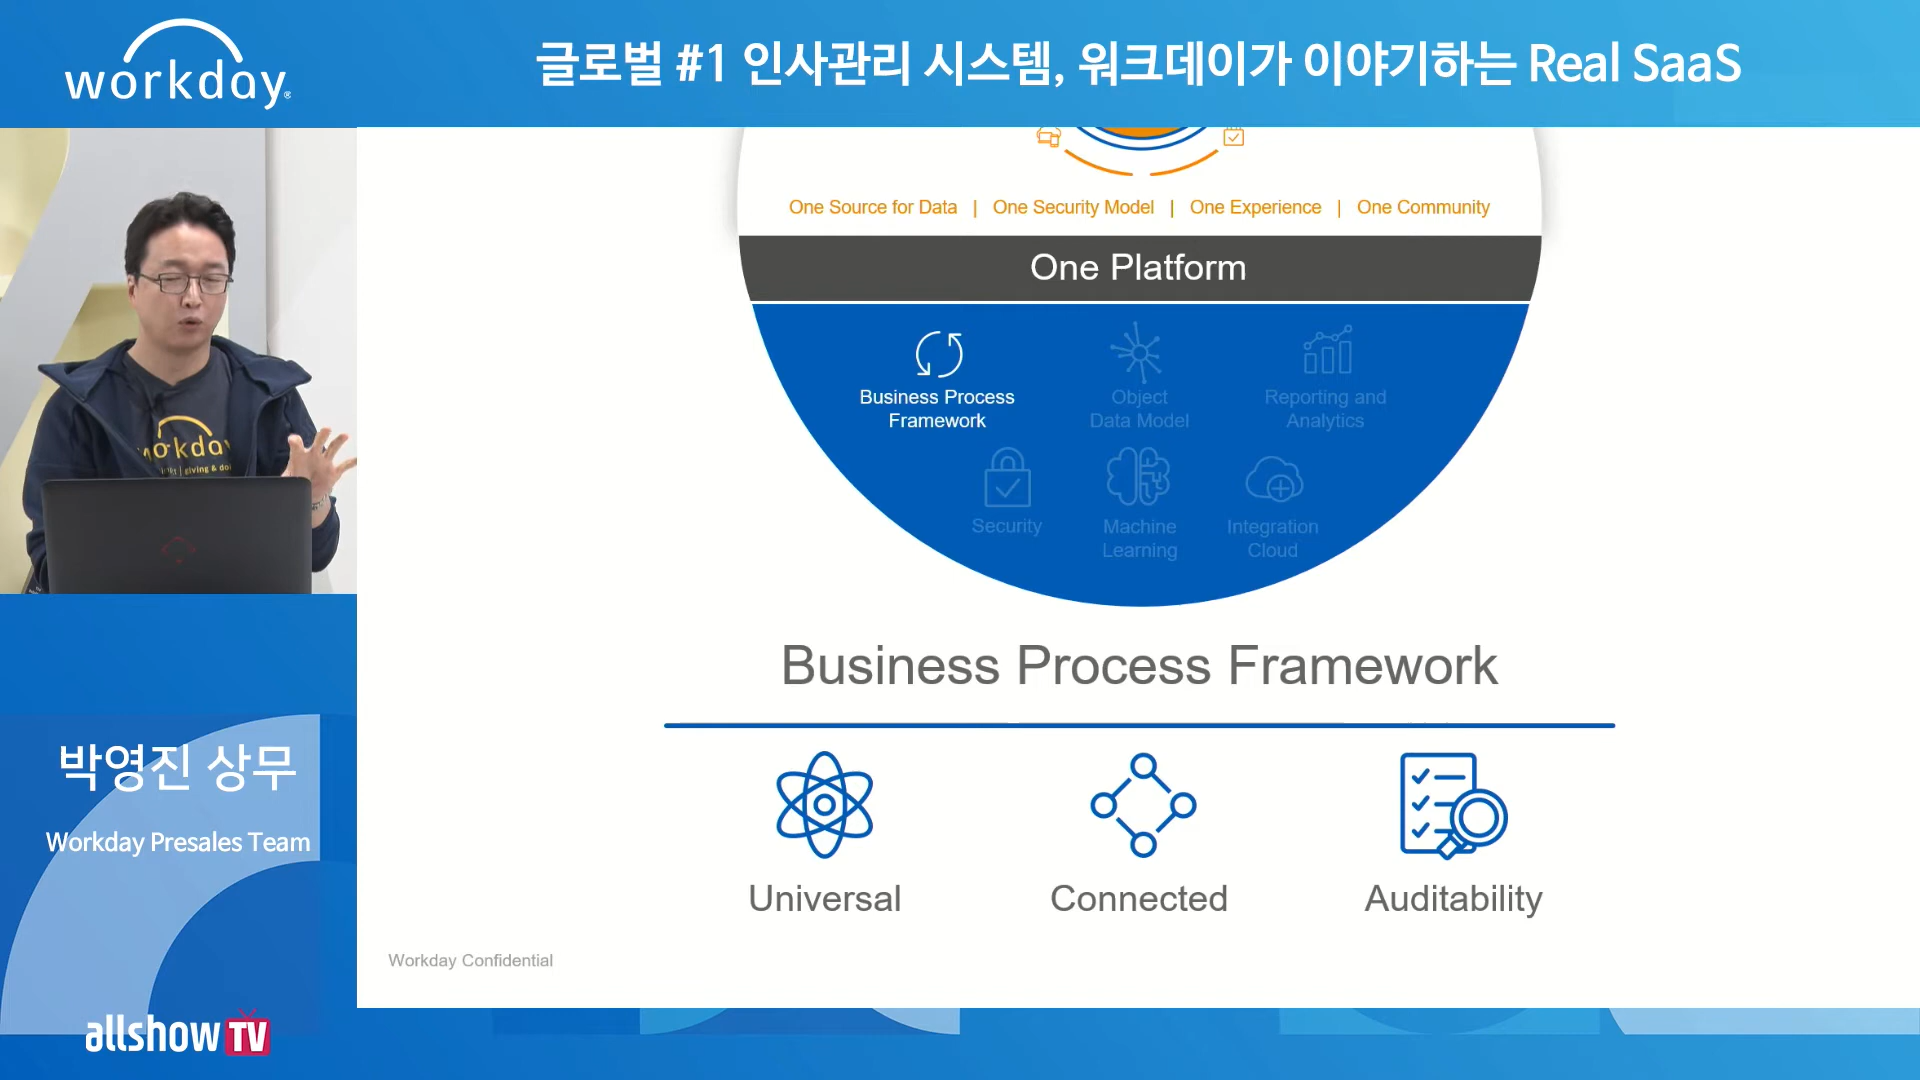 workday®
글로벌 #1 인사관리 시스템, 워크데이가 이야기하는 Real SaaS
One Source for Data | One Security Model | One Experience | One Community
One Platform
Business Process
Framework
Object
Data Model
Reporting and
Analytics
Security
Machine
Learning
Integration
Cloud
Business Process Framework
Universal
Connected
Auditability
Workday Confidential
workday
giving & doi
박영진 상무
Workday Presales Team
allshow TV